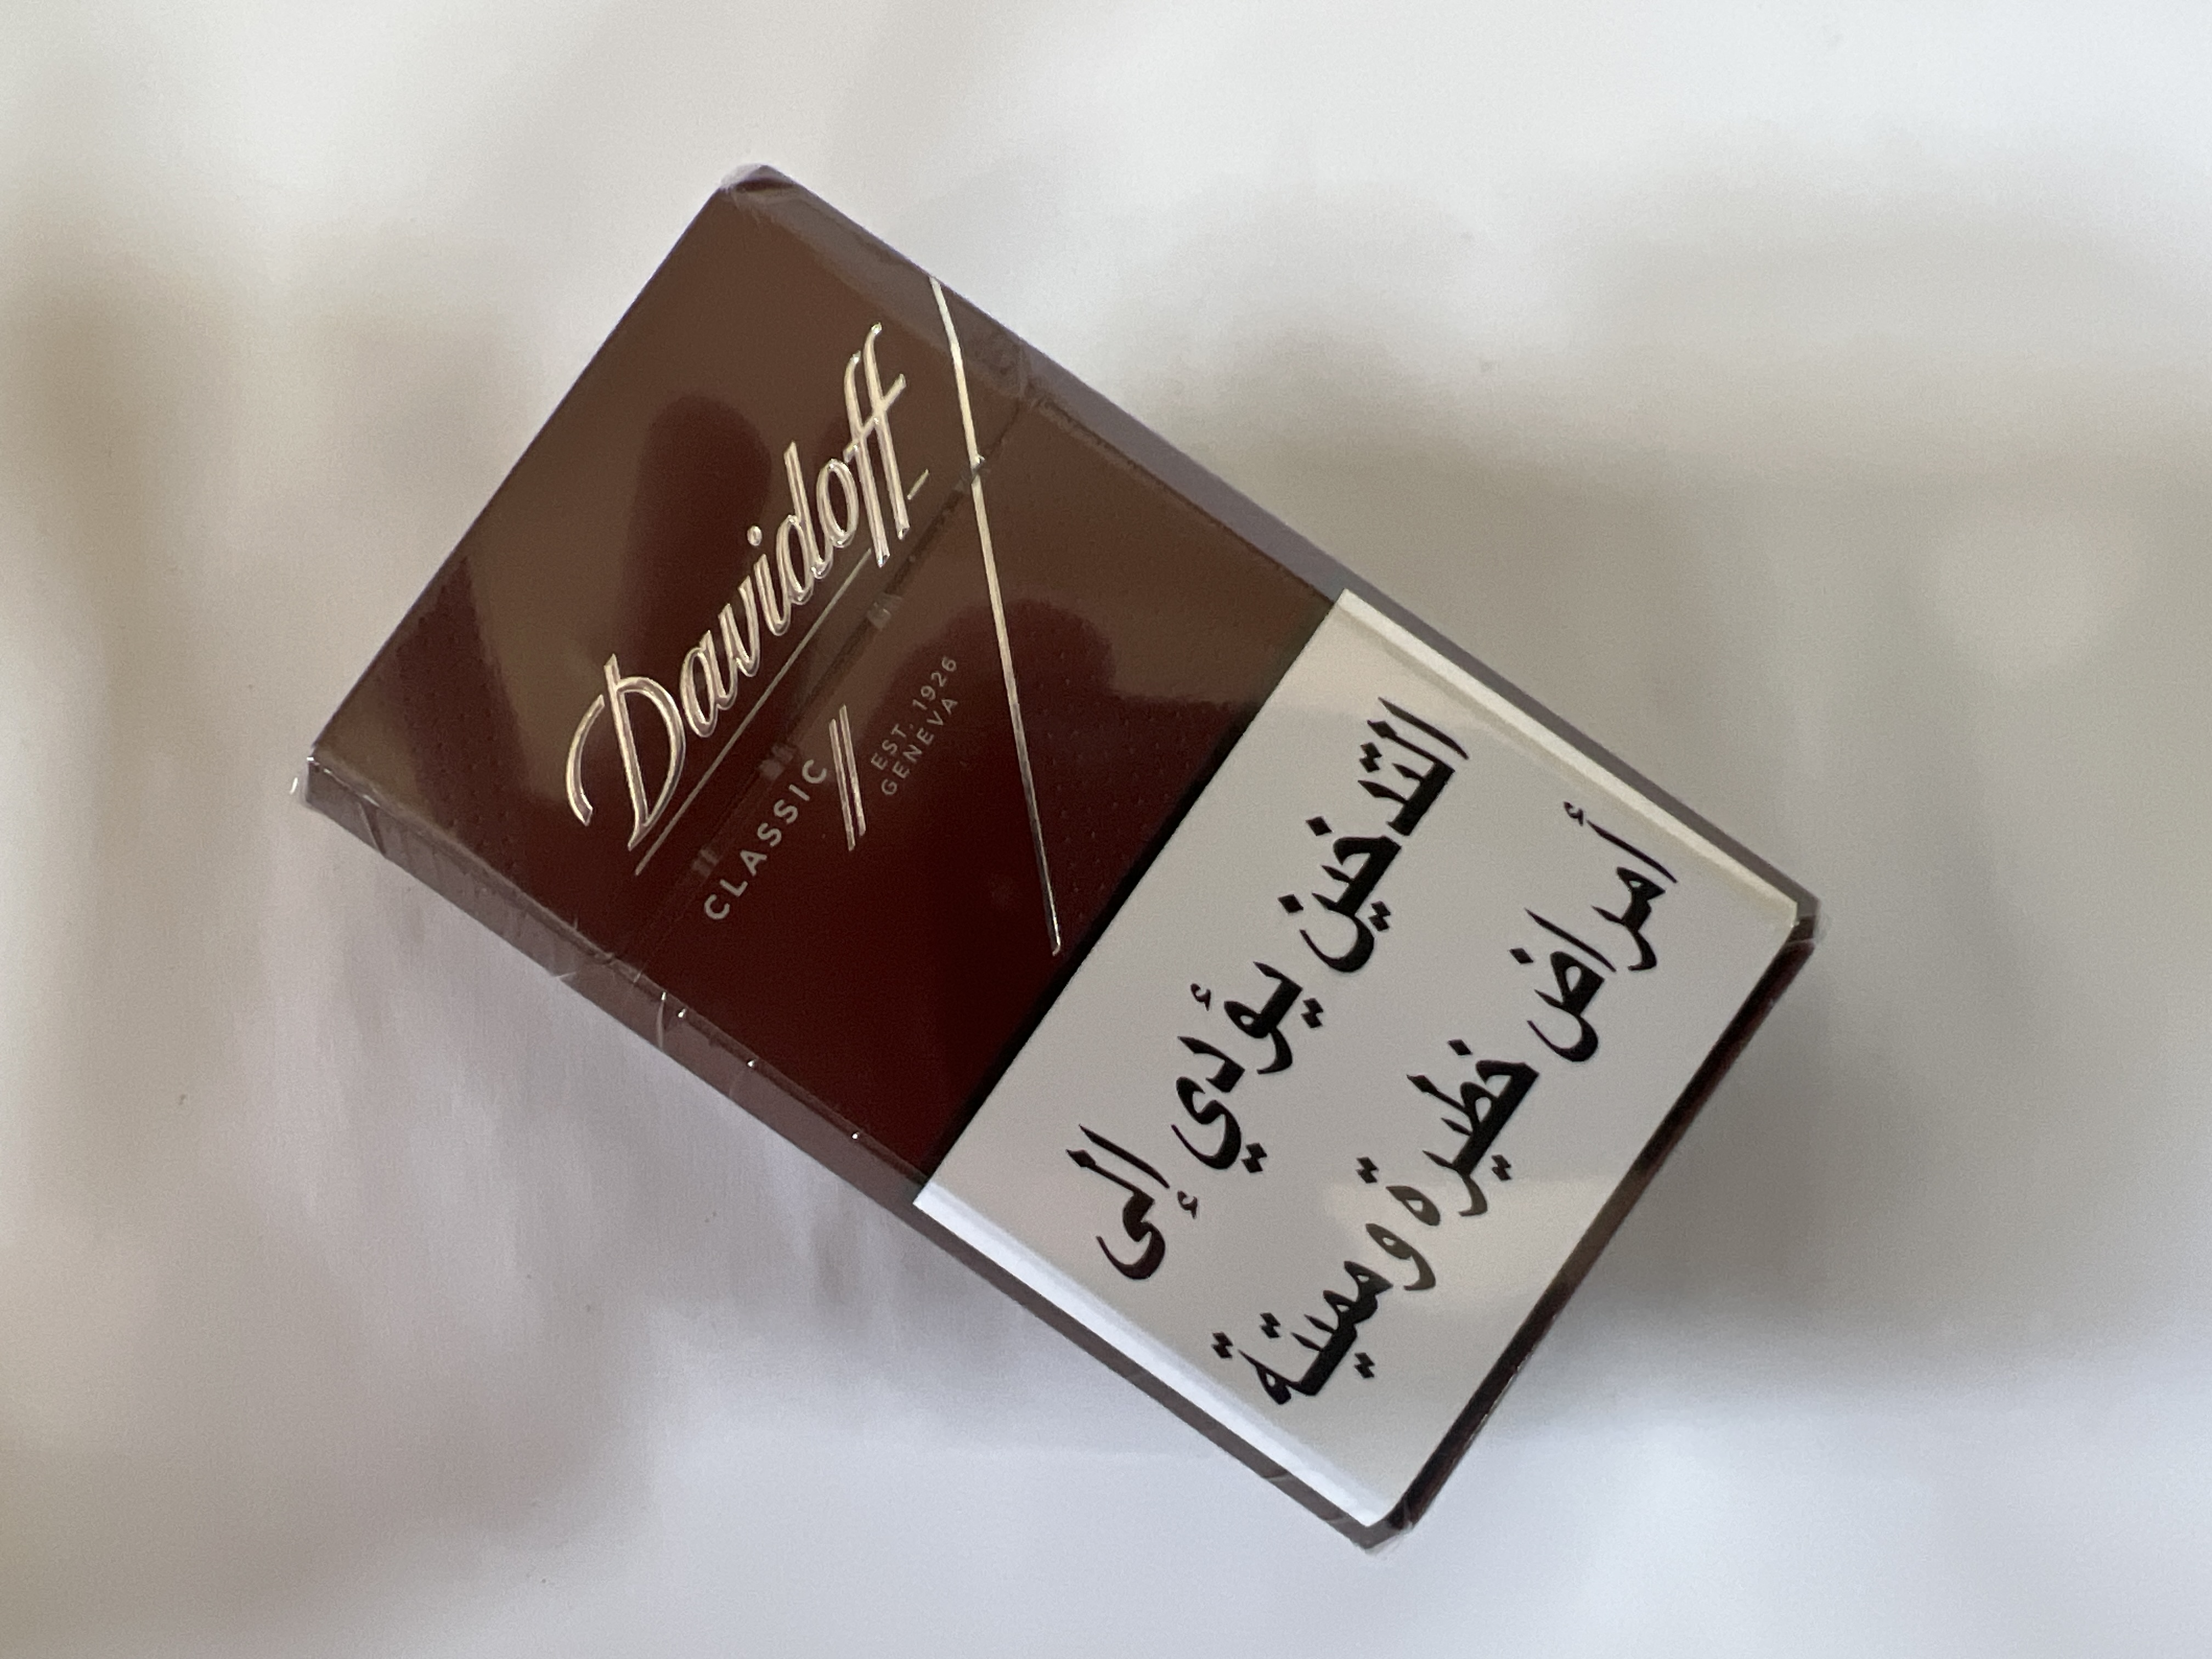 Davidoff
CLASSIC
EST. 1926
GENEVA
التدخين يؤدي إلى
أمراض خطيرة ومميتة